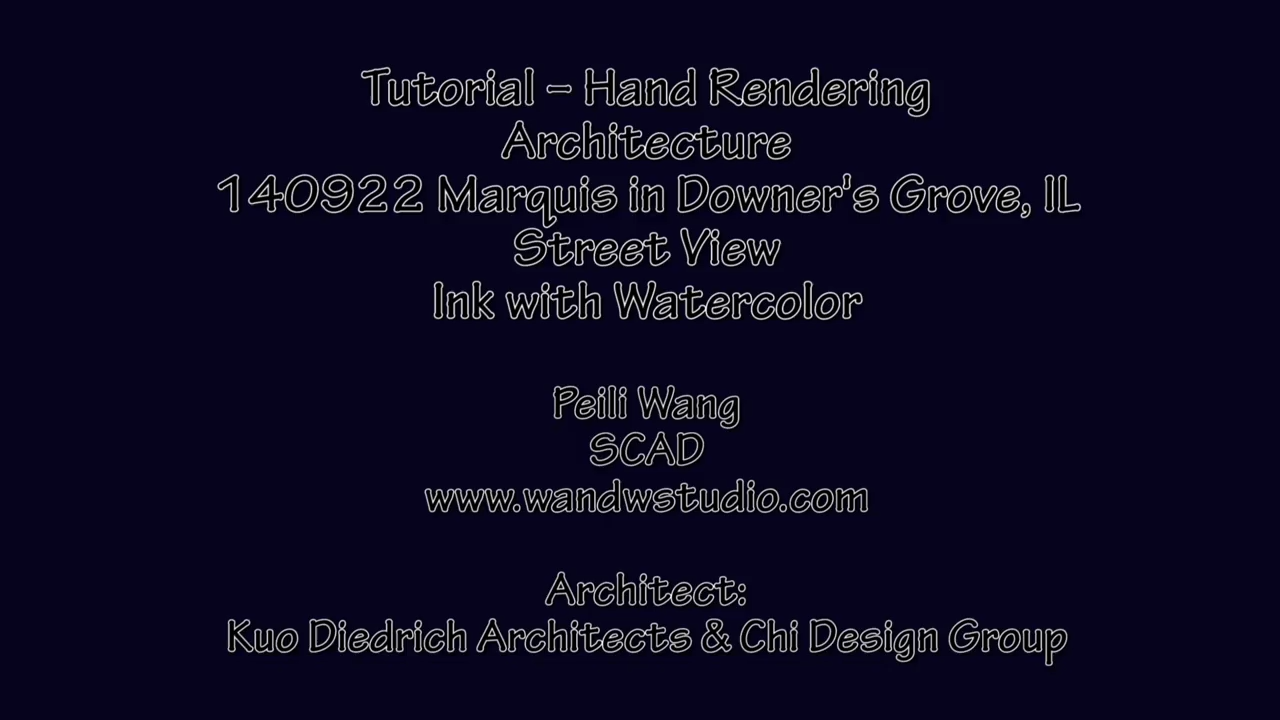 Tutorial – Hand Rendering
Architecture
140922 Marquis in Downer's Grove, IL
Street View
Ink with Watercolor
Peili Wang
SCAD
www.wandwstudio.com
Architect:
Kuo Diedrich Architects & Chi Design Group